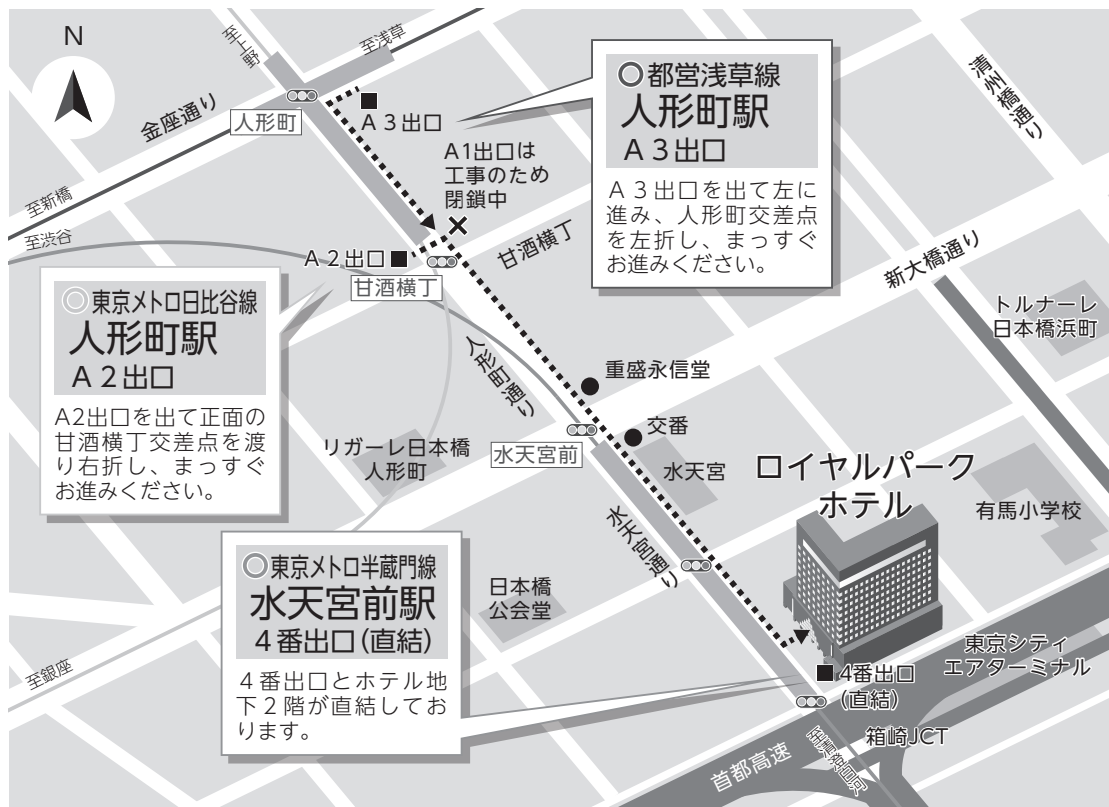 N
至上野
至浅草
金座通り
人形町
A３出口
A1出口は
工事のため
閉鎖中
都営浅草線
人形町駅
A３出口
A３出口を出て左に
進み、人形町交差点
を左折し、まっすぐ
お進みください。
清州橋通り
至新橋
至渋谷
A２出口
甘酒横丁
甘酒横丁
新大橋通り
トルナーレ
日本橋浜町
東京メトロ日比谷線
人形町駅
A２出口
A2出口を出て正面の
甘酒横丁交差点を渡
り右折し、まっすぐ
お進みください。
人形町通り
重盛永信堂
交番
水天宮前
水天宮
リガーレ日本橋
人形町
ロイヤルパーク
ホテル
有馬小学校
水天宮通り
東京メトロ半蔵門線
水天宮前駅
４番出口(直結)
４番出口とホテル地
下２階が直結してお
ります。
日本橋
公会堂
至銀座
東京シティ
エアターミナル
4番出口
(直結)
箱崎JCT
首都高速
至清澄白河